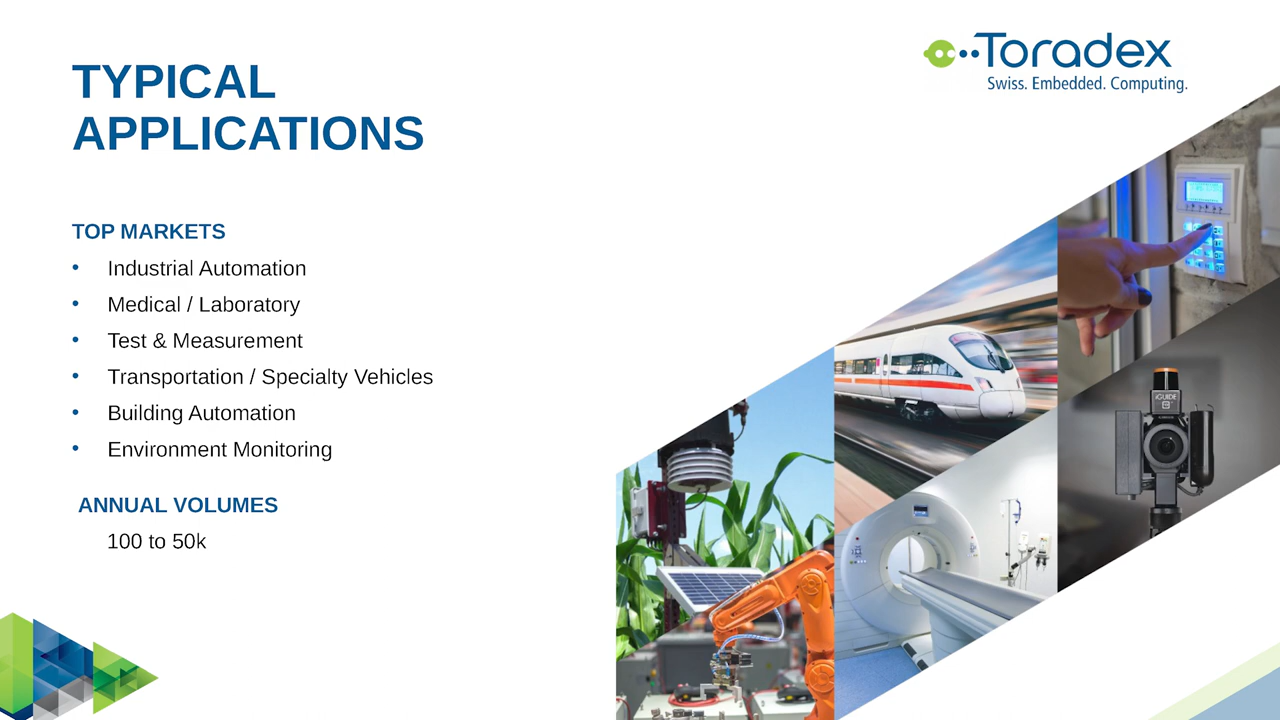 TYPICAL
APPLICATIONS
Toradex
Swiss. Embedded. Computing.
TOP MARKETS
• Industrial Automation
• Medical / Laboratory
• Test & Measurement
• Transportation / Specialty Vehicles
• Building Automation
• Environment Monitoring
ANNUAL VOLUMES
100 to 50k
iGUIDE